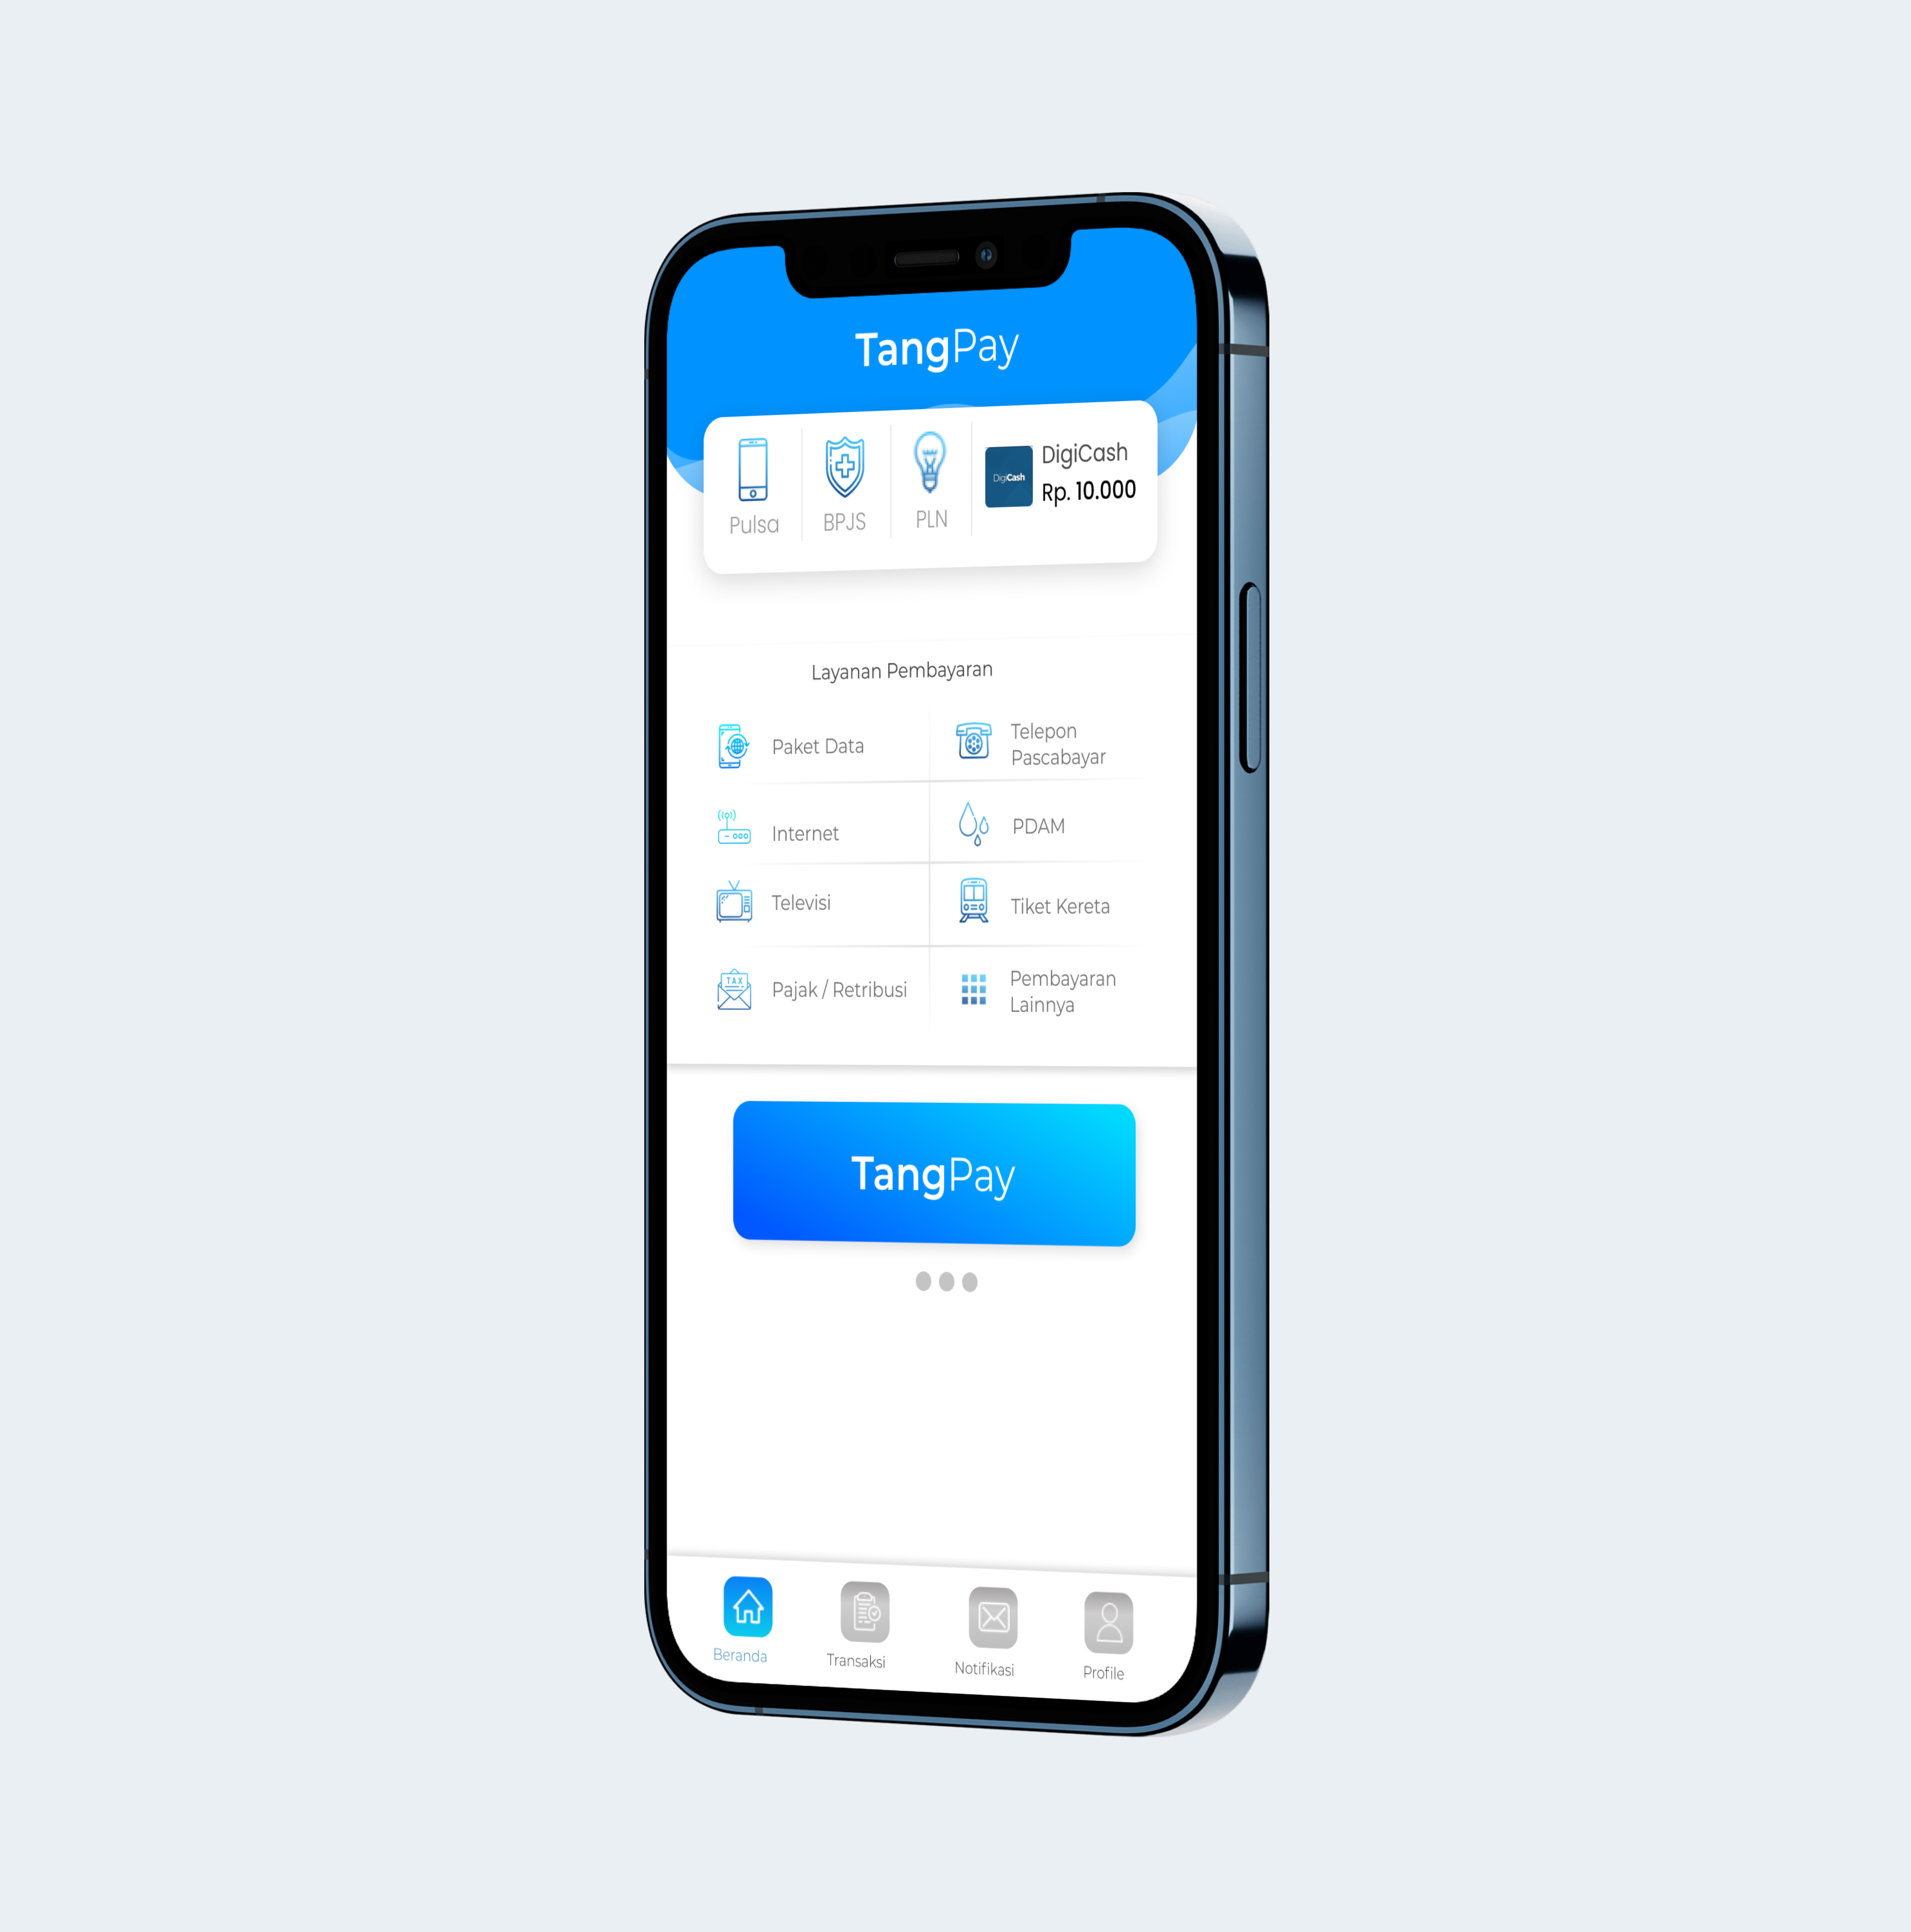 TangPay
Pulsa
BPJS
PLN
DigiCash
DigiCash
Rp. 10.000
Layanan Pembayaran
Paket Data
Telepon
Pascabayar
Internet
PDAM
Televisi
Tiket Kereta
TAX
Pajak / Retribusi
Pembayaran
Lainnya
TangPay
Beranda
Transaksi
Notifikasi
Profile